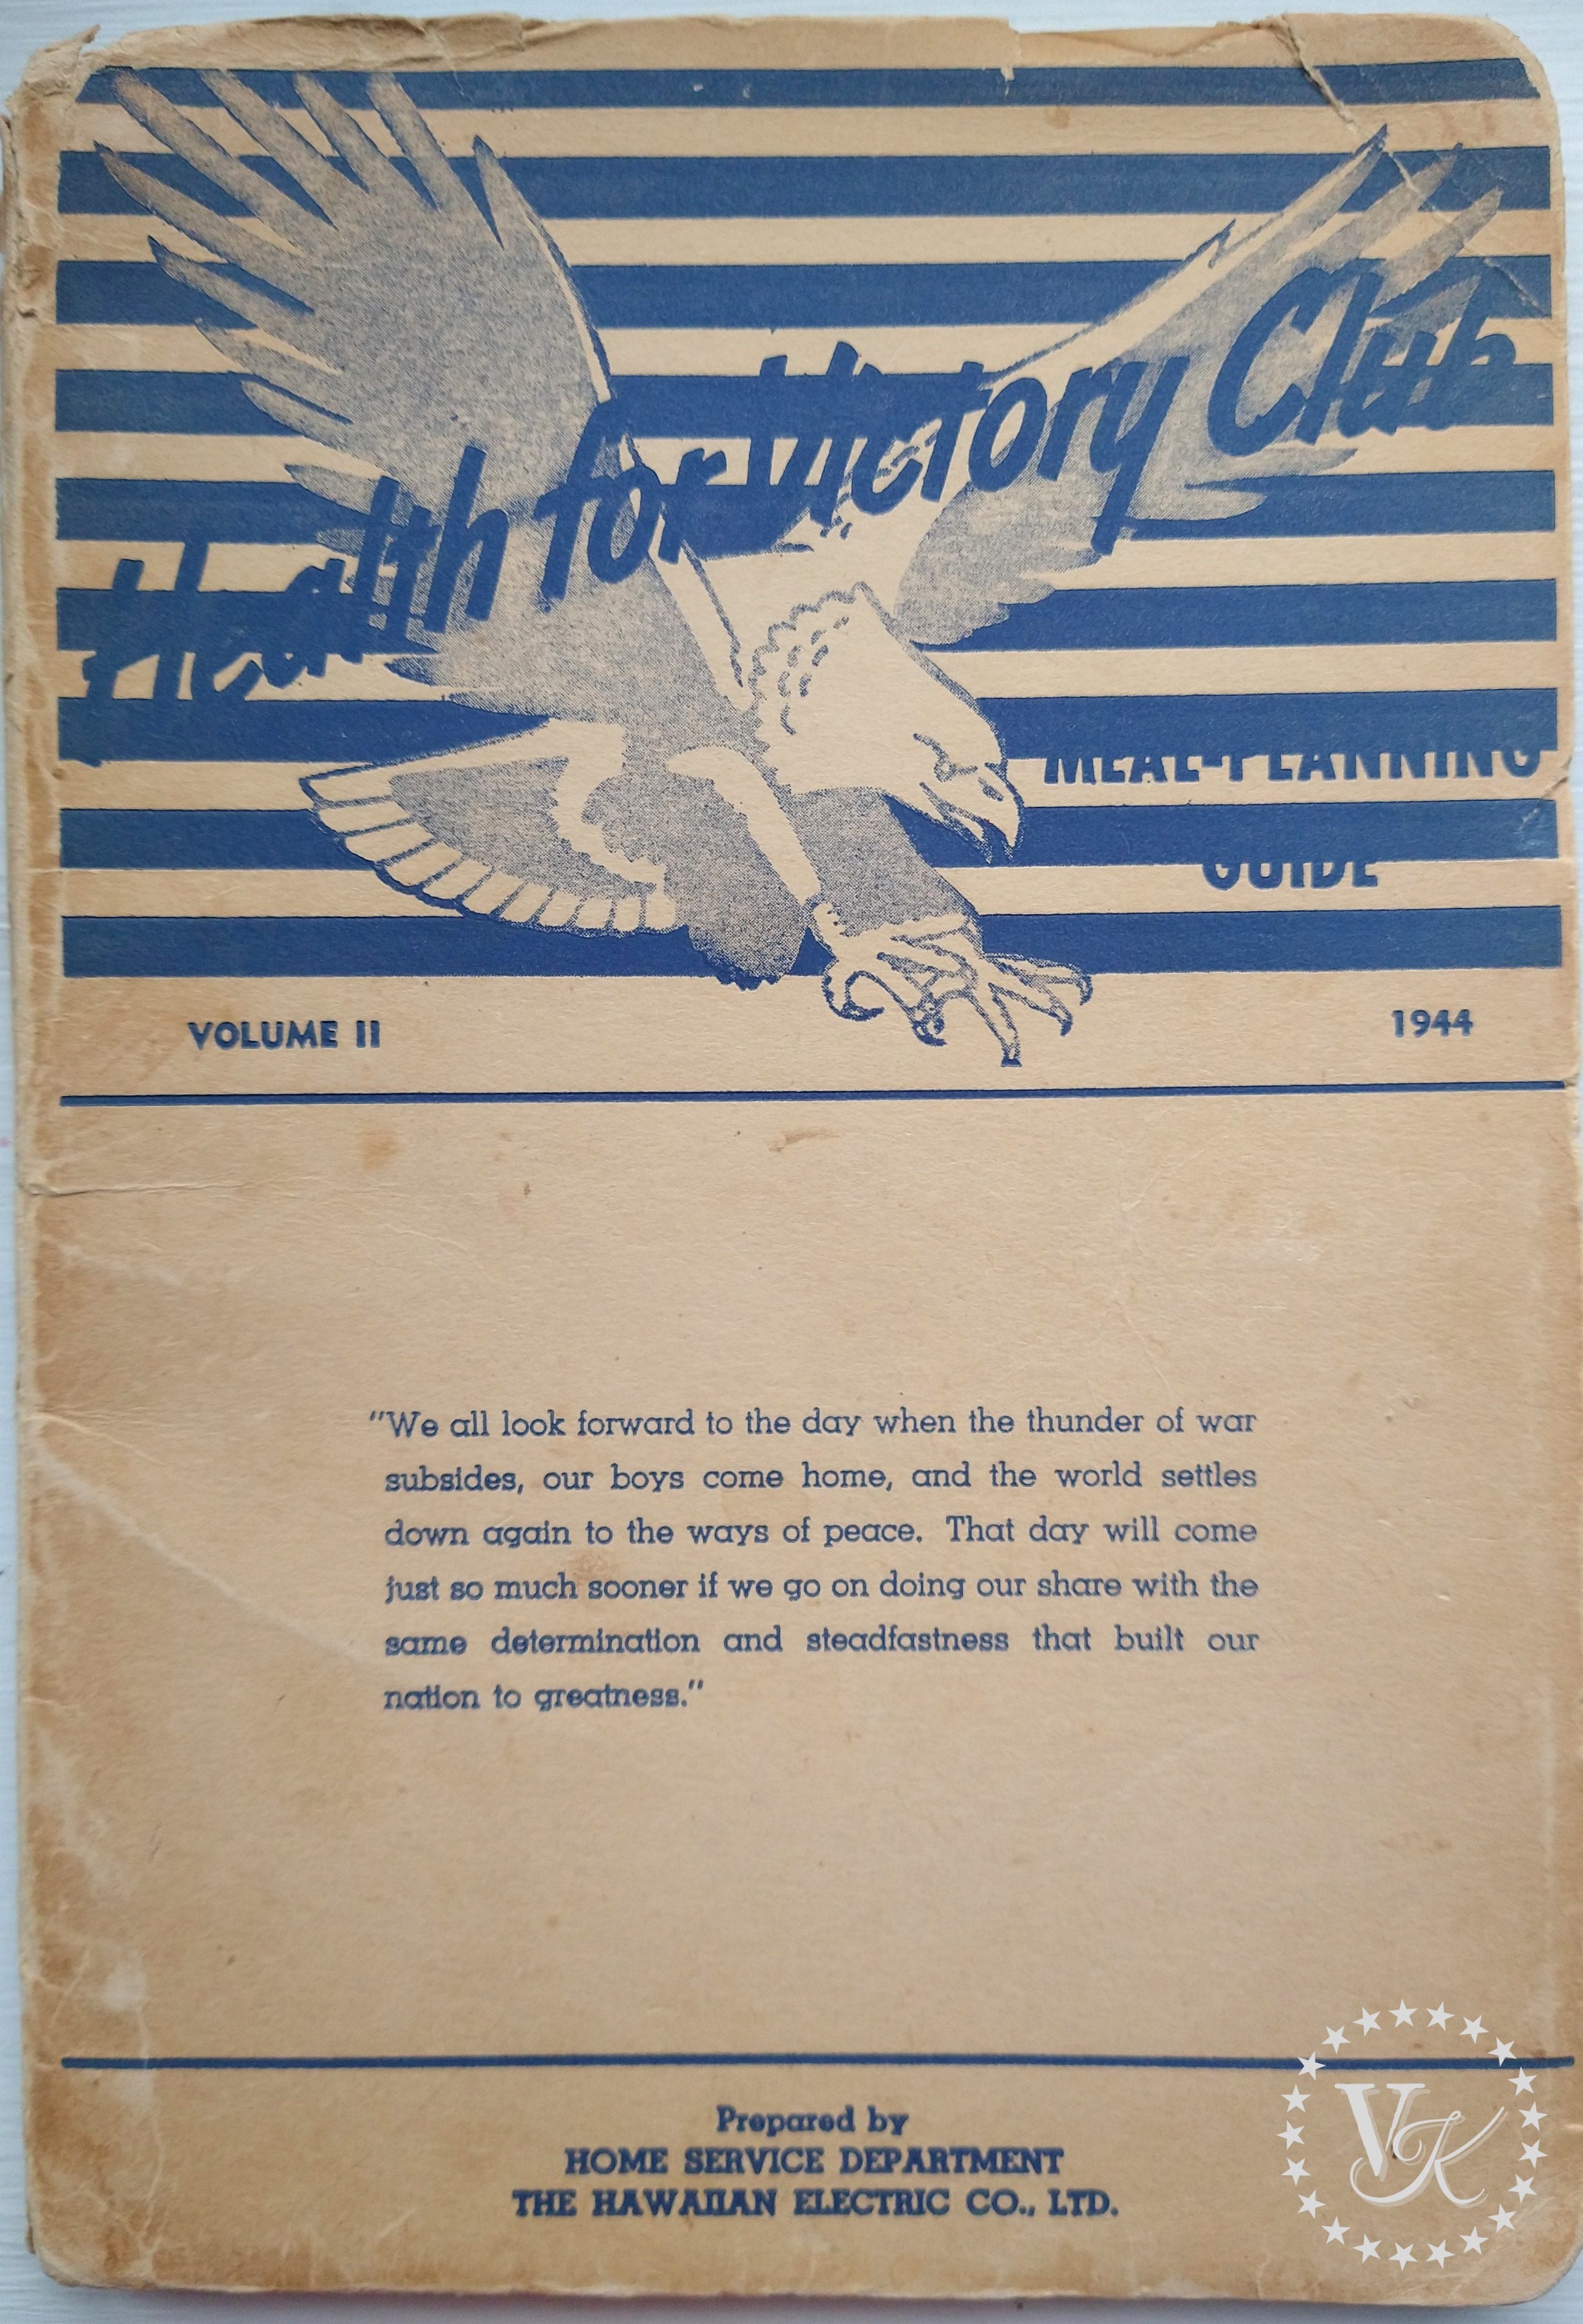 Health for Victory Club
MEAL-PLANNING
GUIDE
VOLUME II
1944
"We all look forward to the day when the thunder of war
subsides, our boys come home, and the world settles
down again to the ways of peace. That day will come
just so much sooner if we go on doing our share with the
same determination and steadfastness that built our
nation to greatness."
Prepared by
HOME SERVICE DEPARTMENT
THE HAWAIIAN ELECTRIC CO., LTD.
VK